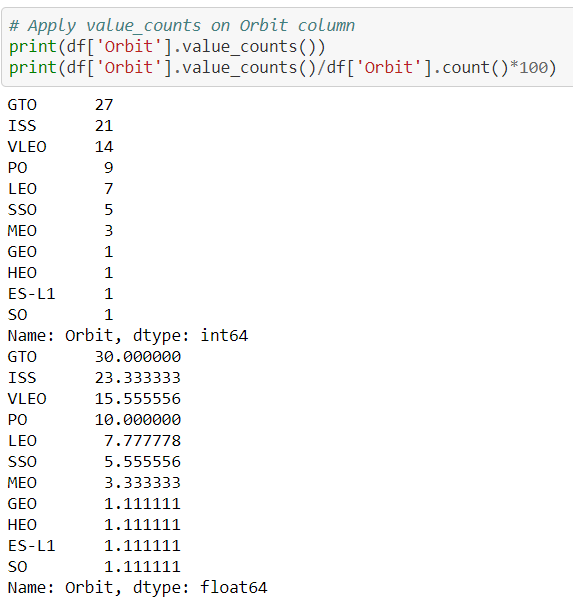 # Apply value_counts on Orbit column
print(df['Orbit'].value_counts())
print(df['Orbit'].value_counts()/df['Orbit'].count()*100)
GTO 27
ISS 21
VLEO 14
PO 9
LEO 7
SSO 5
MEO 3
GEO 1
HEO 1
ES-L1 1
SO 1
Name: Orbit, dtype: int64
GTO 30.000000
ISS 23.333333
VLEO 15.555556
PO 10.000000
LEO 7.777778
SSO 5.555556
MEO 3.333333
GEO 1.111111
HEO 1.111111
ES-L1 1.111111
SO 1.111111
Name: Orbit, dtype: float64